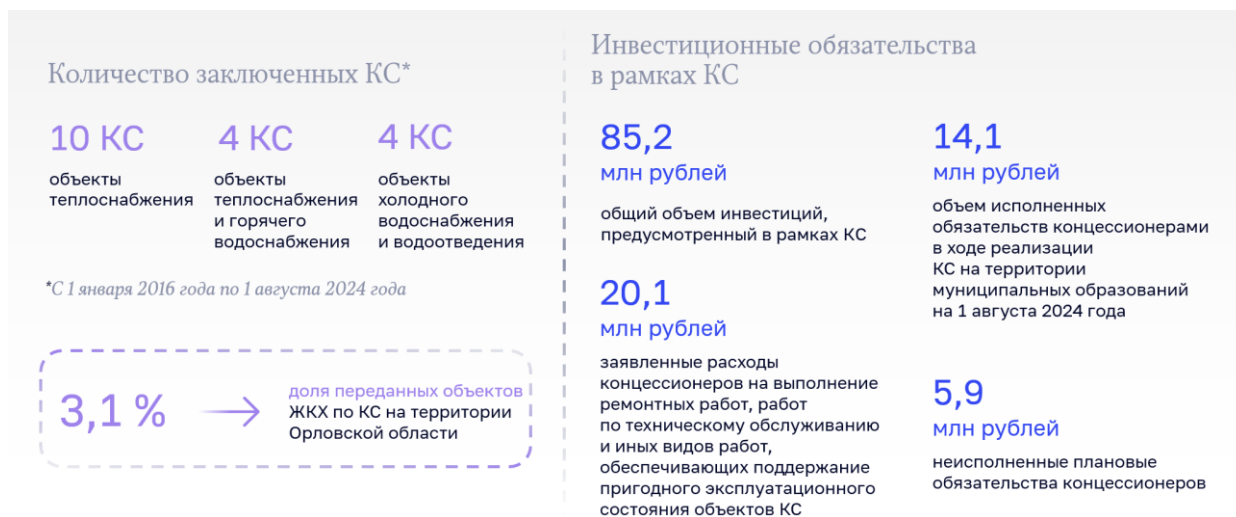 Количество заключенных КС*
10 КС
объекты
теплоснабжения
4 КС
объекты
теплоснабжения
и горячего
водоснабжения
4 КС
объекты
холодного
водоснабжения
и водоотведения
*С 1 января 2016 года по 1 августа 2024 года
3,1 %
доля переданных объектов
ЖКХ по КС на территории
Орловской области
Инвестиционные обязательства
в рамках КС
85,2
млн рублей
общий объем инвестиций,
предусмотренный в рамках КС
20,1
млн рублей
заявленные расходы
концессионеров на выполнение
ремонтных работ, работ
по техническому обслуживанию
и иных видов работ,
обеспечивающих поддержание
пригодного эксплуатационного
состояния объектов КС
14,1
млн рублей
объем исполненных
обязательств концессионерами
в ходе реализации
КС на территории
муниципальных образований
на 1 августа 2024 года
5,9
млн рублей
неисполненные плановые
обязательства концессионеров